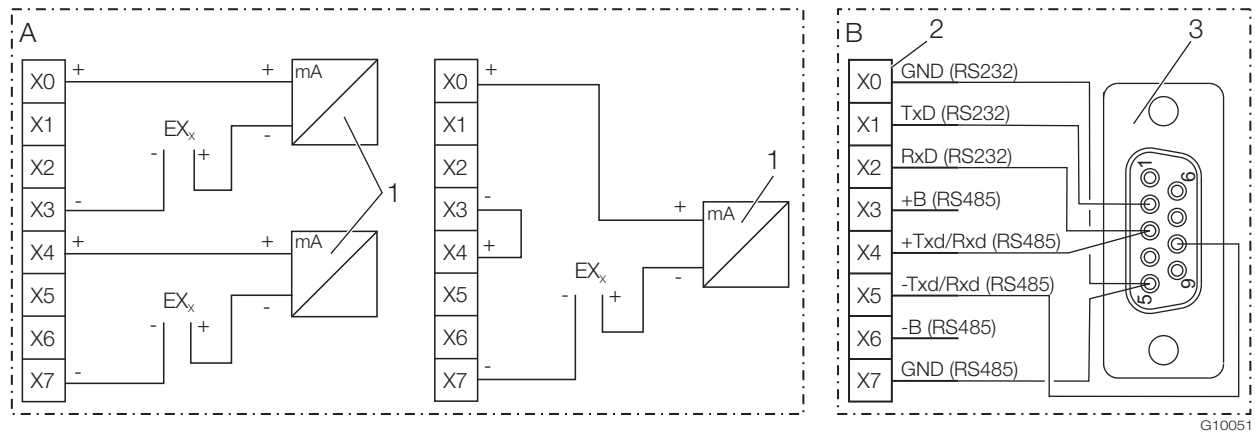 A
X0
X1
X2
X3
X4
X5
X6
X7
+
+
mA
EXₓ
-
-
+
-
1
+
+
mA
EXₓ
-
-
+
-
X0
X1
X2
X3
X4
X5
X6
X7
+
-
+
1
+
mA
EXₓ
-
-
+
-
B
2
3
X0 GND (RS232)
X1 TxD (RS232)
X2 RxD (RS232)
X3 +B (RS485)
X4 +Txd/Rxd (RS485)
X5 -Txd/Rxd (RS485)
X6 -B (RS485)
X7 GND (RS485)
1
6
5
9
G10051